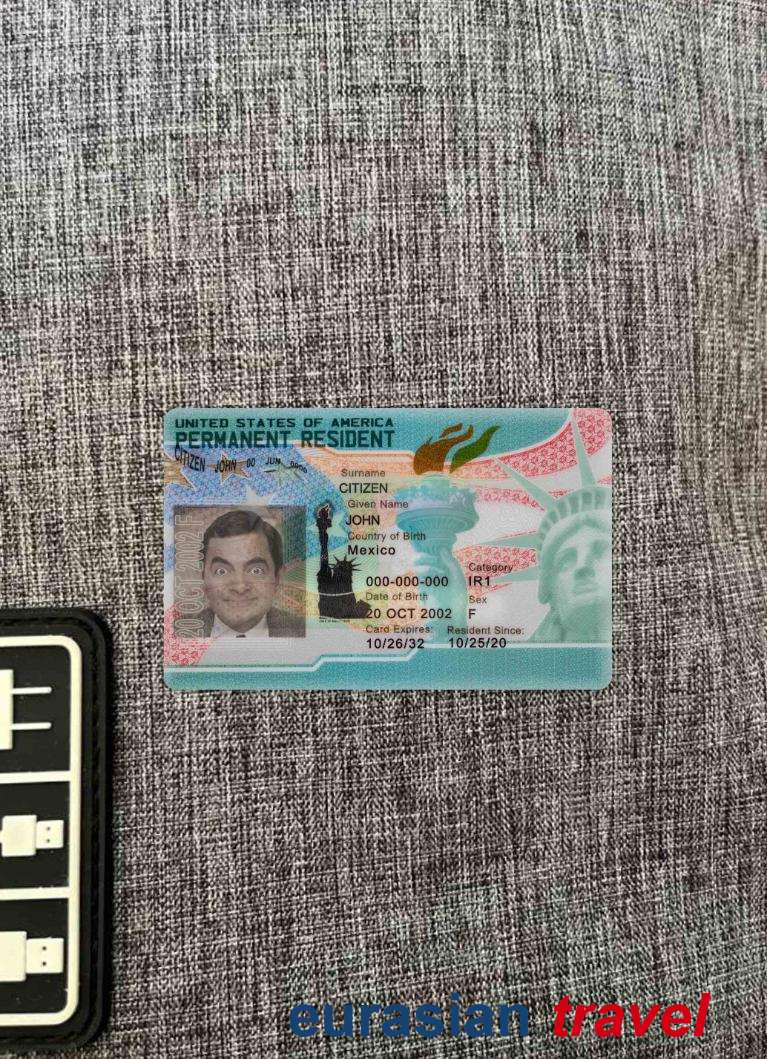 UNITED STATES OF AMERICA
PERMANENT RESIDENT
CITIZEN JOHN 00 JUN 0000
Surname
CITIZEN
Given Name
JOHN
Country of Birth
Mexico
Category
000-000-000 IR1
Date of Birth Sex
20 OCT 2002 F
Card Expires: Resident Since:
10/26/32 10/25/20
20 OCT 2002
eurasian travel